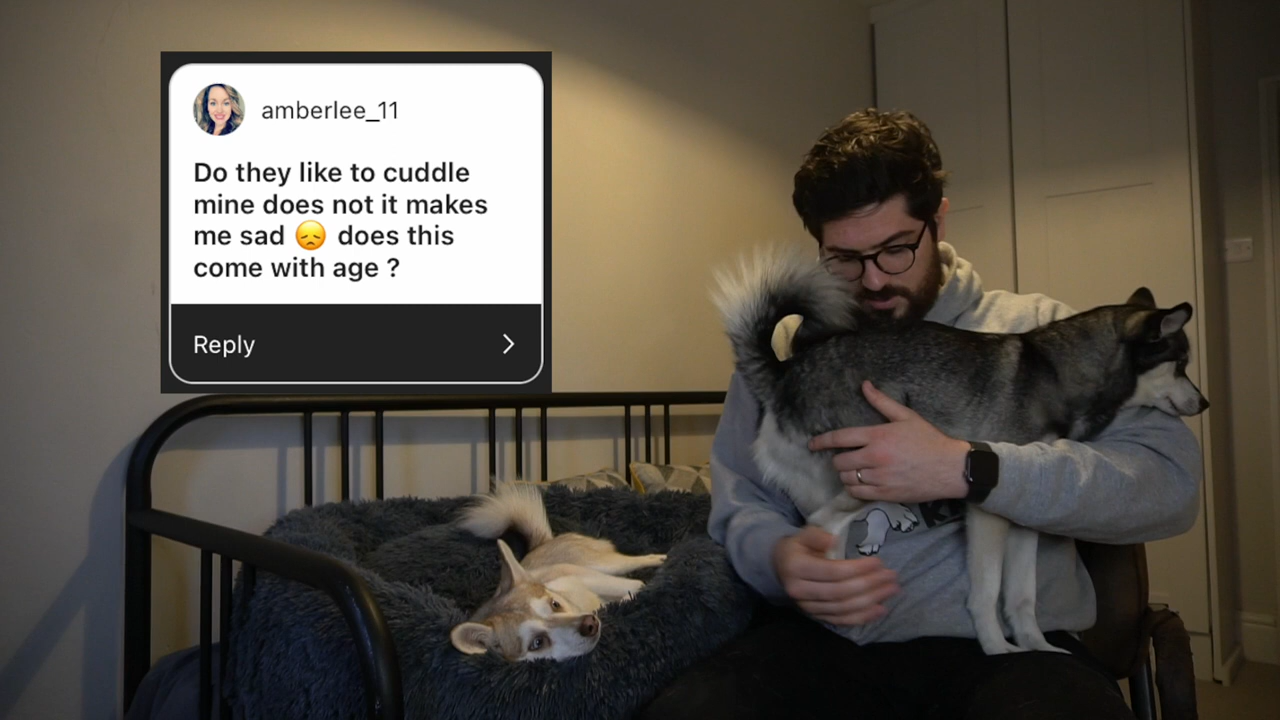 amberlee_11
Do they like to cuddle
mine does not it makes
me sad 😞 does this
come with age ?
Reply